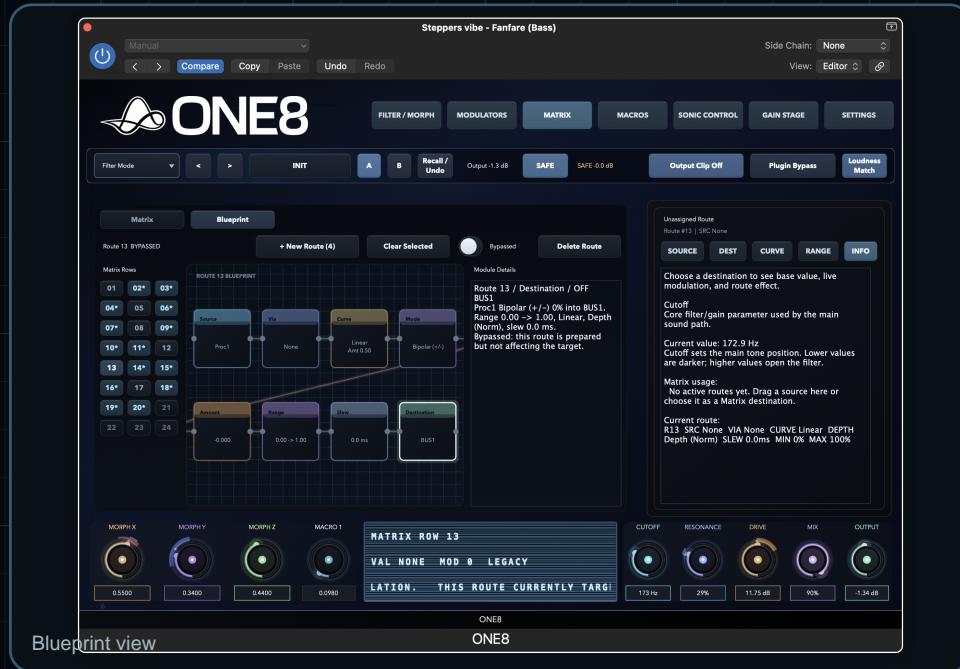 Steppers vibe - Fanfare (Bass)
Manual
Side Chain: None
< > Compare Copy Paste Undo Redo
View: Editor
ONE8
FILTER / MORPH MODULATORS MATRIX MACROS SONIC CONTROL GAIN STAGE SETTINGS
Filter Mode < > INIT A B Recall / Undo Output -1.3 dB SAFE SAFE -0.0 dB Output Clip Off Plugin Bypass Loudness Match
Matrix Blueprint
Route 13 BYPASSED + New Route (4) Clear Selected Bypassed Delete Route
Matrix Rows
01 02* 03*
04* 05 06*
07* 08 09*
10* 11* 12
13 14* 15*
16* 17 18*
19* 20* 21
22 23 24
ROUTE 13 BLUEPRINT
Source Via Curve Mode
Proc1 None Linear Bipolar (+/-)
Amt 0.50
Amount Range Slew Destination
-0.000 0.00 -> 1.00 0.0 ms BUS1
Module Details
Route 13 / Destination / OFF
BUS1
Proc1 Bipolar (+/-) 0% into BUS1.
Range 0.00 -> 1.00, Linear, Depth
(Norm), slew 0.0 ms.
Bypassed: this route is prepared
but not affecting the target.
Unassigned Route
Route #13 | SRC None
SOURCE DEST CURVE RANGE INFO
Choose a destination to see base value, live
modulation, and route effect.
Cutoff
Core filter/gain parameter used by the main
sound path.
Current value: 172.9 Hz
Cutoff sets the main tone position. Lower values
are darker; higher values open the filter.
Matrix usage:
No active routes yet. Drag a source here or
choose it as a Matrix destination.
Current route:
R13 SRC None VIA None CURVE Linear DEPTH
Depth (Norm) SLEW 0.0ms MIN 0% MAX 100%
MORPH X MORPH Y MORPH Z MACRO 1
0.5500 0.3400 0.4400 0.0980
MATRIX ROW 13
VAL NONE MOD 0 LEGACY
LATION. THIS ROUTE CURRENTLY TARG
CUTOFF RESONANCE DRIVE MIX OUTPUT
173 Hz 29% 11.75 dB 90% -1.34 dB
ONE8
ONE8
Blueprint view